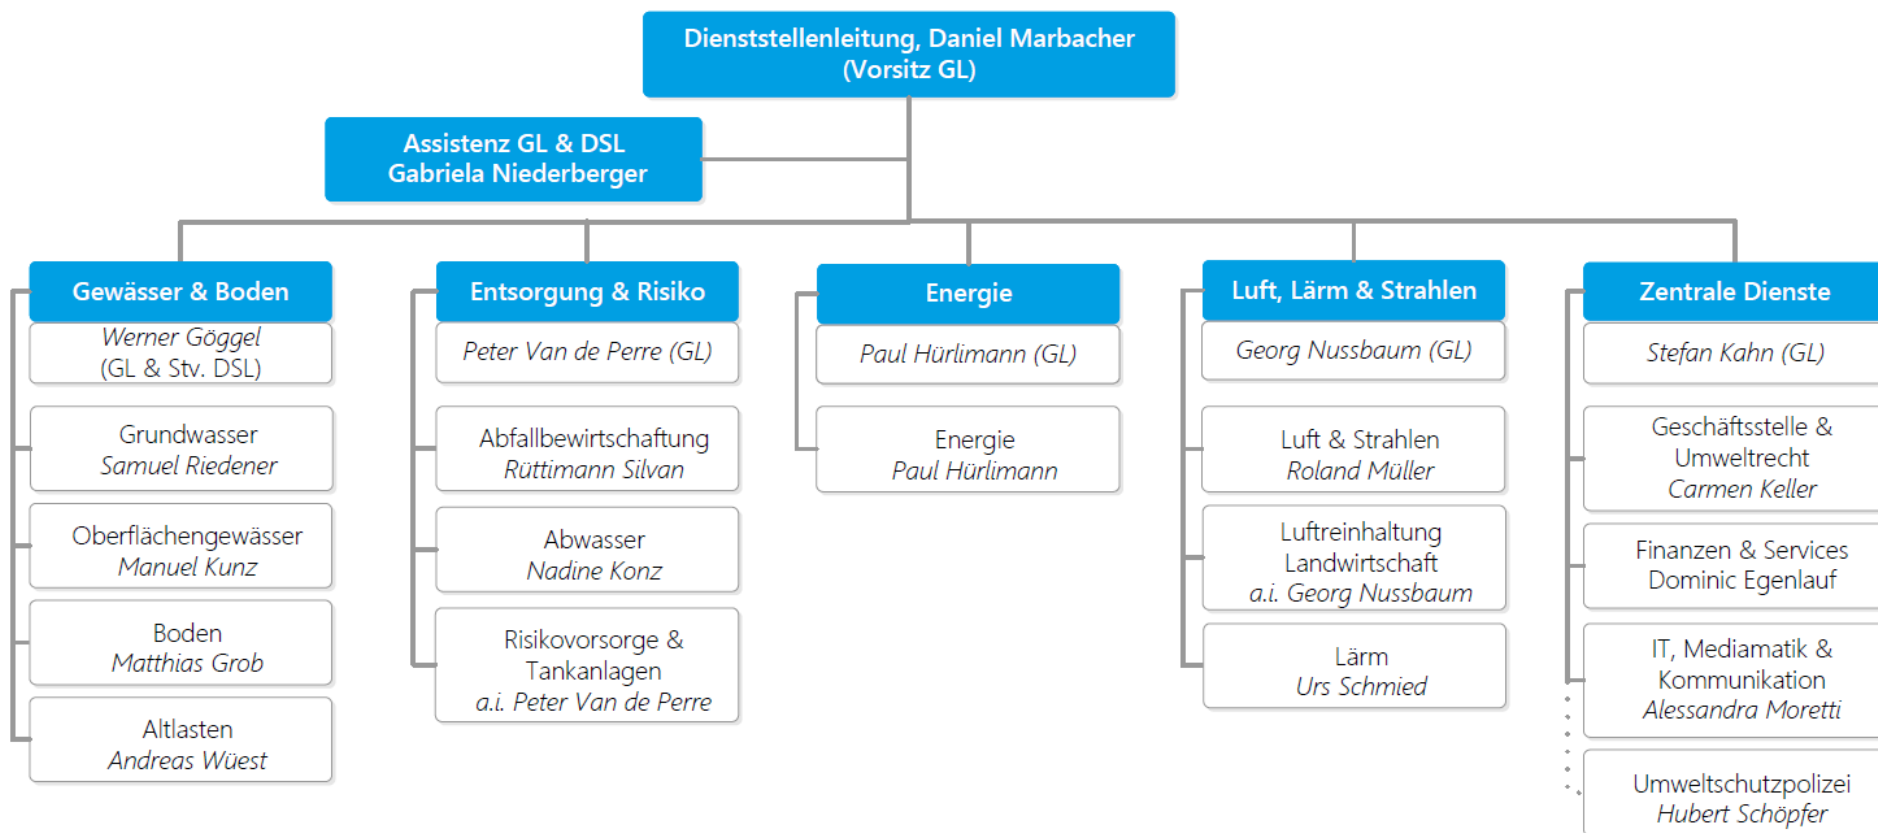 Dienststellenleitung, Daniel Marbacher
(Vorsitz GL)
Assistenz GL & DSL
Gabriela Niederberger
Gewässer & Boden
Werner Göggel
(GL & Stv. DSL)
Grundwasser
Samuel Riedener
Oberflächengewässer
Manuel Kunz
Boden
Matthias Grob
Altlasten
Andreas Wüest
Entsorgung & Risiko
Peter Van de Perre (GL)
Abfallbewirtschaftung
Rüttimann Silvan
Abwasser
Nadine Konz
Risikovorsorge &
Tankanlagen
a.i. Peter Van de Perre
Energie
Paul Hürlimann (GL)
Energie
Paul Hürlimann
Luft, Lärm & Strahlen
Georg Nussbaum (GL)
Luft & Strahlen
Roland Müller
Luftreinhaltung
Landwirtschaft
a.i. Georg Nussbaum
Lärm
Urs Schmied
Zentrale Dienste
Stefan Kahn (GL)
Geschäftsstelle &
Umweltrecht
Carmen Keller
Finanzen & Services
Dominic Egenlauf
IT, Mediamatik &
Kommunikation
Alessandra Moretti
Umweltschutzpolizei
Hubert Schöpfer